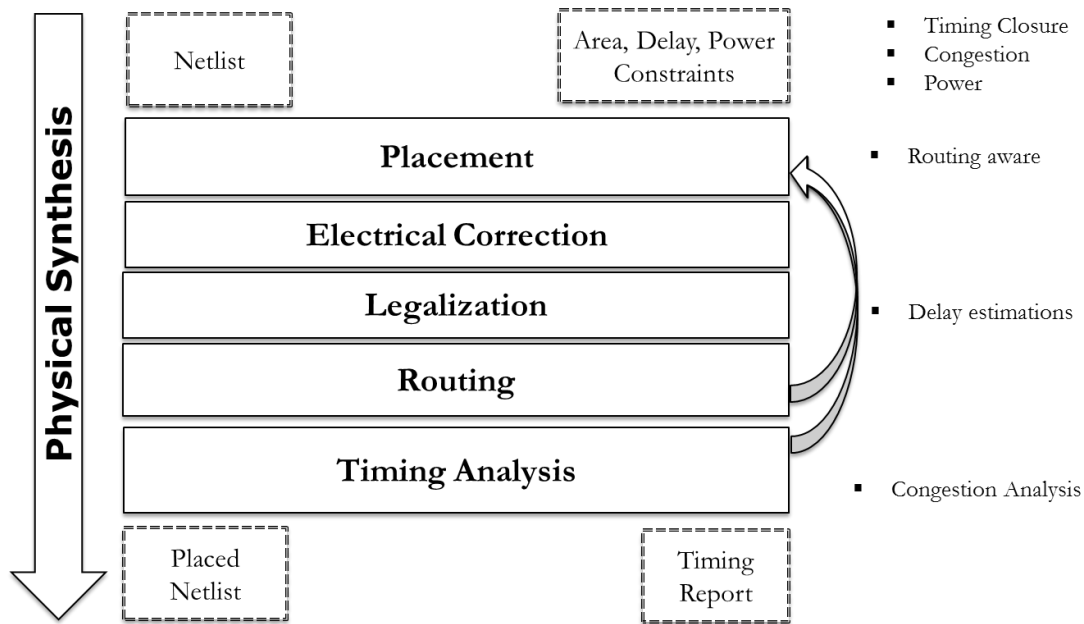 Physical Synthesis
Netlist
Area, Delay, Power
Constraints
▪ Timing Closure
▪ Congestion
▪ Power
Placement
▪ Routing aware
Electrical Correction
Legalization
▪ Delay estimations
Routing
Timing Analysis
▪ Congestion Analysis
Placed
Netlist
Timing
Report